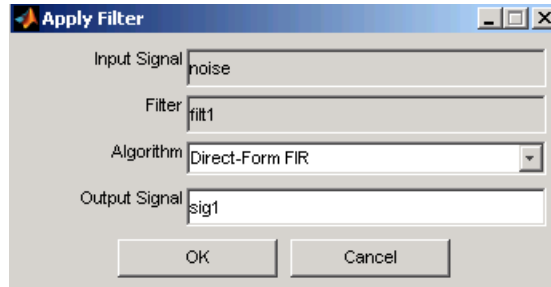 Apply Filter
Input Signal noise
Filter filt1
Algorithm Direct-Form FIR
Output Signal sig1
OK Cancel